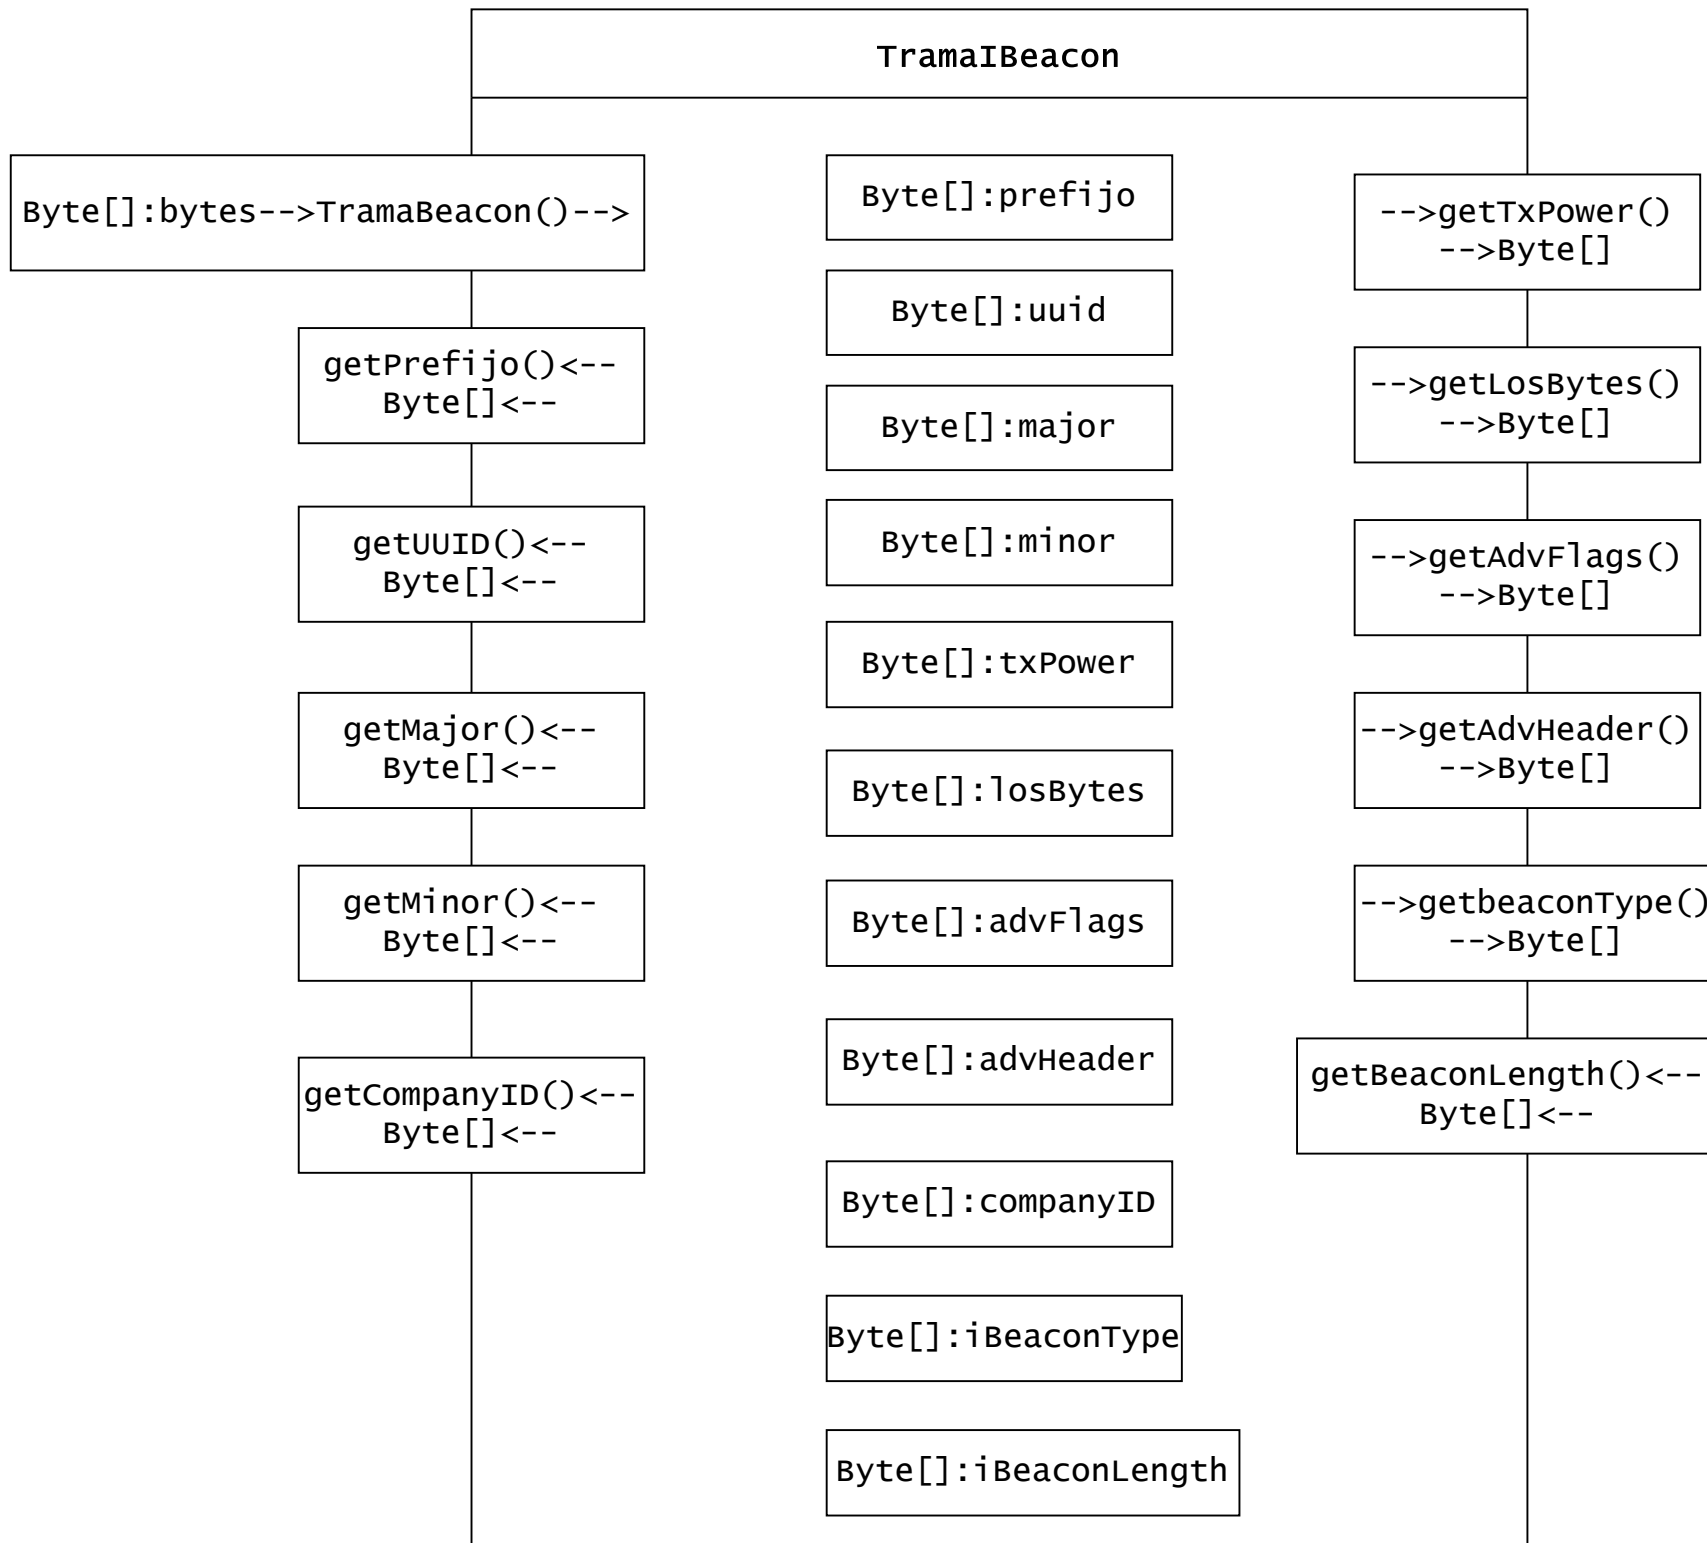 TramaIBeacon
Byte[]:bytes-->TramaBeacon()-->
getPrefijo()<--
Byte[]<--
getUUID()<--
Byte[]<--
getMajor()<--
Byte[]<--
getMinor()<--
Byte[]<--
getCompanyID()<--
Byte[]<--
Byte[]:prefijo
Byte[]:uuid
Byte[]:major
Byte[]:minor
Byte[]:txPower
Byte[]:losBytes
Byte[]:advFlags
Byte[]:advHeader
Byte[]:companyID
Byte[]:iBeaconType
Byte[]:iBeaconLength
-->getTxPower()
-->Byte[]
-->getLosBytes()
-->Byte[]
-->getAdvFlags()
-->Byte[]
-->getAdvHeader()
-->Byte[]
-->getbeaconType()
-->Byte[]
getBeaconLength()<--
Byte[]<--